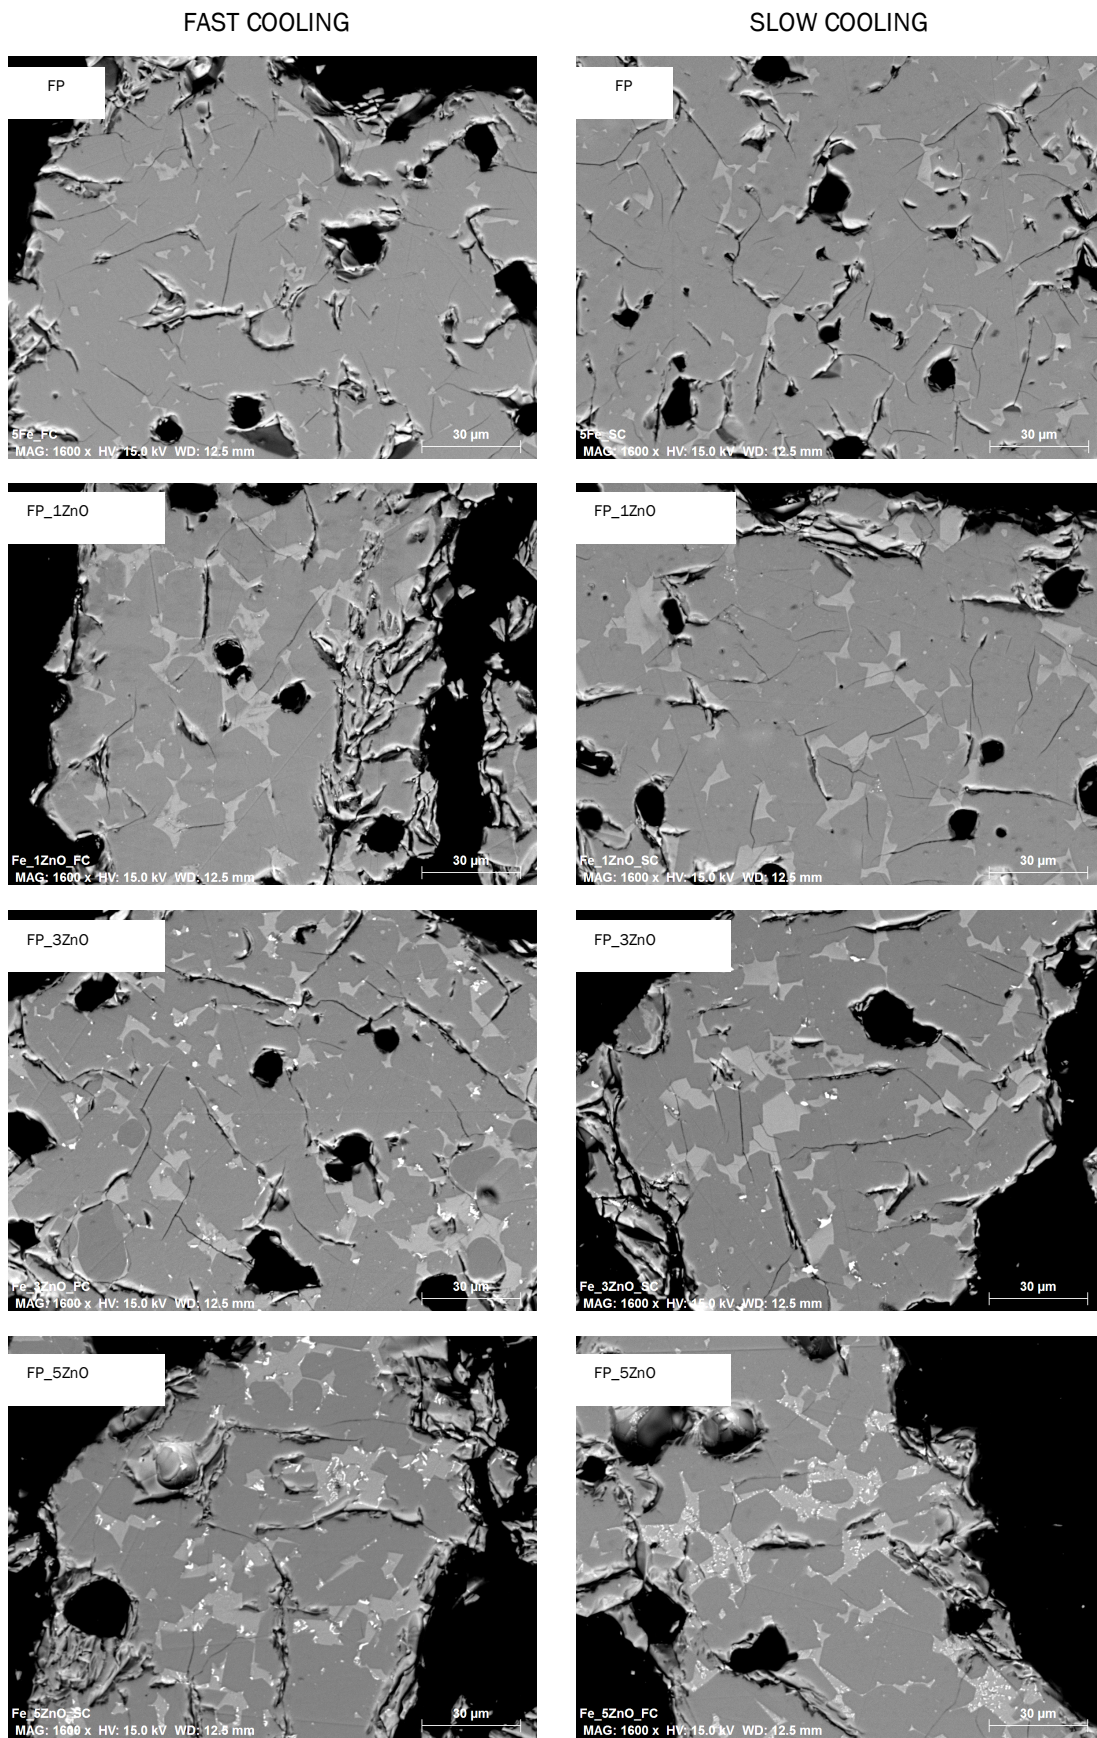 FAST COOLING
SLOW COOLING
FP
5Fe_FC
30 µm
MAG: 1600 x HV: 15.0 kV WD: 12.5 mm
FP
5Fe_SC
30 µm
MAG: 1600 x HV: 15.0 kV WD: 12.5 mm
FP_1ZnO
Fe_1ZnO_FC
30 µm
MAG: 1600 x HV: 15.0 kV WD: 12.5 mm
FP_1ZnO
Fe_1ZnO_SC
30 µm
MAG: 1600 x HV: 15.0 kV WD: 12.5 mm
FP_3ZnO
Fe_3ZnO_FC
30 µm
MAG: 1600 x HV: 15.0 kV WD: 12.5 mm
FP_3ZnO
Fe_3ZnO_SC
30 µm
MAG: 1600 x HV: 15.0 kV WD: 12.5 mm
FP_5ZnO
Fe_5ZnO_SC
30 µm
MAG: 1600 x HV: 15.0 kV WD: 12.5 mm
FP_5ZnO
Fe_5ZnO_FC
30 µm
MAG: 1600 x HV: 15.0 kV WD: 12.5 mm